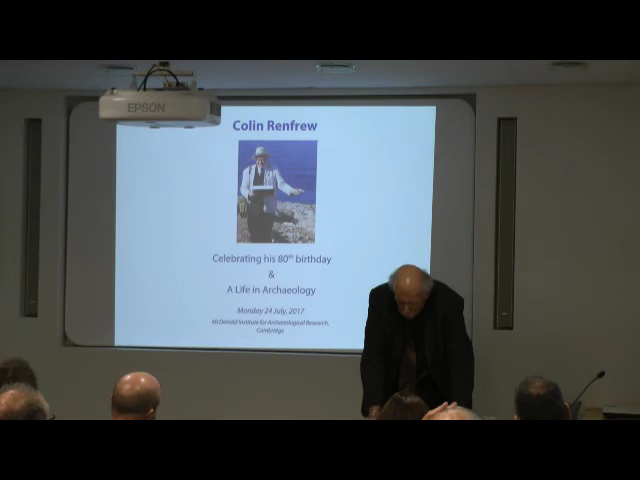 EPSON
Colin Renfrew
Celebrating his 80th birthday
&
A Life in Archaeology
Monday 24 July, 2017
McDonald Institute for Archaeological Research,
Cambridge